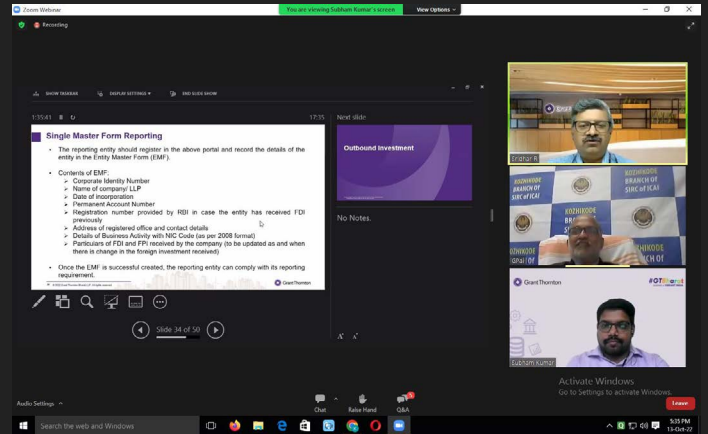 Zoom Webinar
You are viewing Subham Kumar's screen
View Options
Recording
SHOW TASKBAR
DISPLAY SETTINGS
END SLIDE SHOW
1:35:41
17:35
Next slide
Single Master Form Reporting
• The reporting entity should register in the above portal and record the details of the
entity in the Entity Master Form (EMF).
• Contents of EMF:
➢ Corporate Identity Number
➢ Name of company/ LLP
➢ Date of incorporation
➢ Permanent Account Number
➢ Registration number provided by RBI in case the entity has received FDI
previously
➢ Address of registered office and contact details
➢ Details of Business Activity with NIC Code (as per 2008 format)
➢ Particulars of FDI and FPI received by the company (to be updated as and when
there is change in the foreign investment received)
• Once the EMF is successful created, the reporting entity can comply with its reporting
requirement.
Grant Thornton
Outbound Investment
No Notes.
Slide 34 of 50
Sridhar R
KOZHIKODE
BRANCH OF
SIRC of ICAI
KOZHIKODE
BRANCH OF
SIRC of ICAI
KOZHIKODE
GPai
Grant Thornton
#GTBharat
Subham Kumar
Activate Windows
Go to Settings to activate Windows.
Audio Settings
Chat
Raise Hand
Q&A
Leave
Search the web and Windows
5:35 PM
13-Oct-22